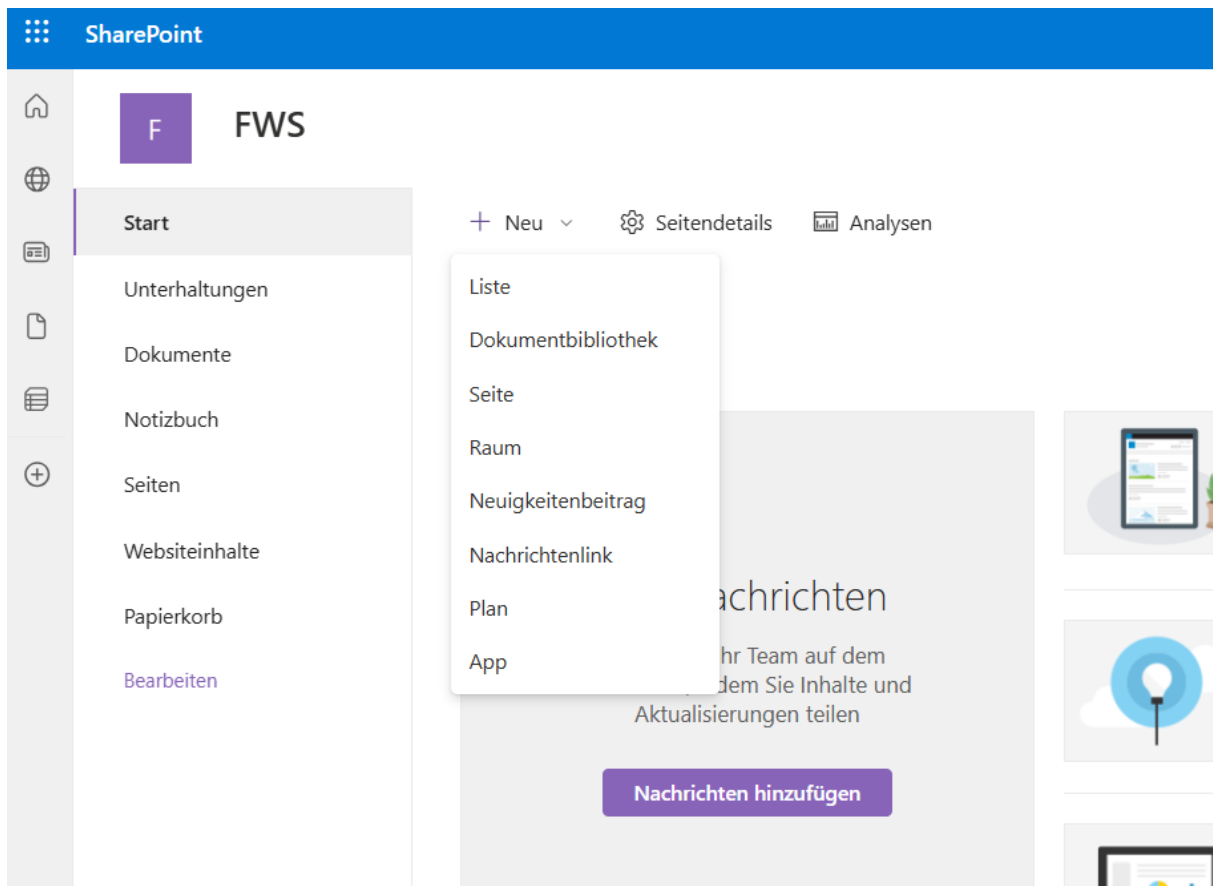 SharePoint
F
FWS
Start
Unterhaltungen
Dokumente
Notizbuch
Seiten
Websiteinhalte
Papierkorb
Bearbeiten
Neu
Seitendetails
Analysen
Liste
Dokumentbibliothek
Seite
Raum
Neuigkeitenbeitrag
Nachrichtenlink
Plan
App
achrichten
hr Team auf dem
dem Sie Inhalte und
Aktualisierungen teilen
Nachrichten hinzufügen